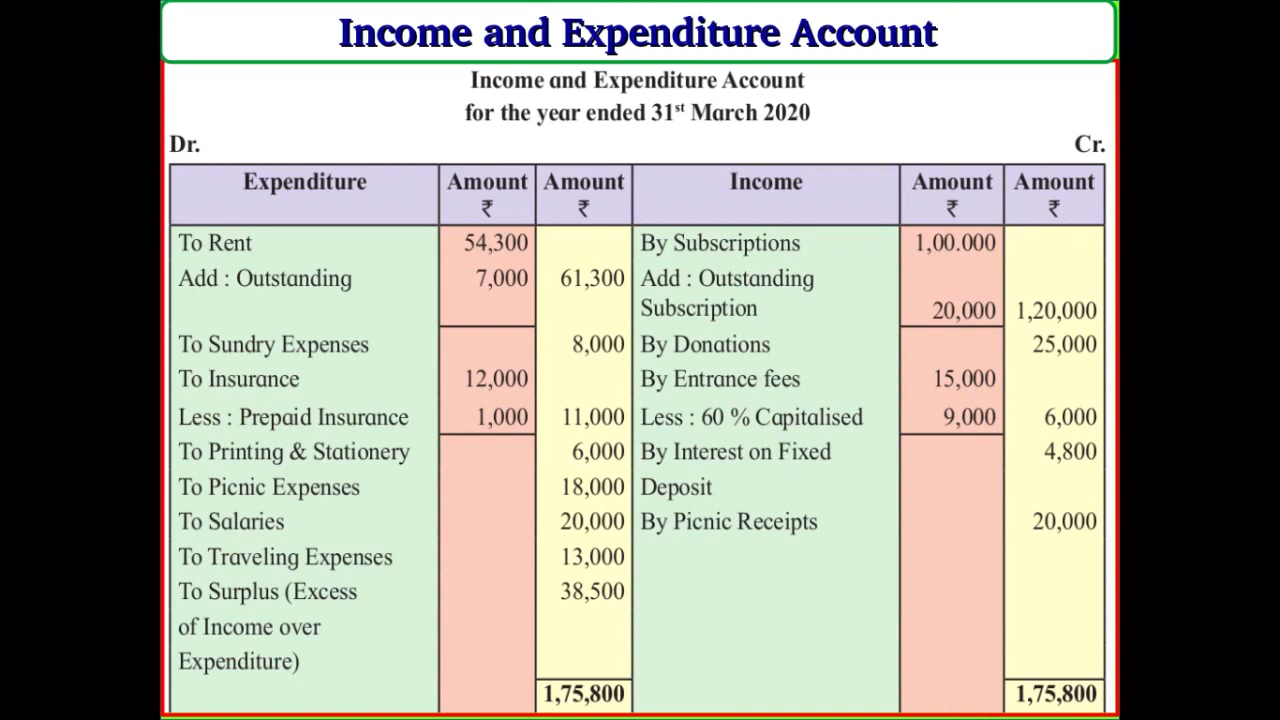 Income and Expenditure Account
Income and Expenditure Account
for the year ended 31st March 2020
Dr. Cr.
Expenditure Amount Amount Income Amount Amount
₹ ₹ ₹ ₹
To Rent 54,300 By Subscriptions 1,00.000
Add : Outstanding 7,000 61,300 Add : Outstanding
Subscription 20,000 1,20,000
To Sundry Expenses 8,000 By Donations 25,000
To Insurance 12,000 By Entrance fees 15,000
Less : Prepaid Insurance 1,000 11,000 Less : 60 % Capitalised 9,000 6,000
To Printing & Stationery 6,000 By Interest on Fixed 4,800
To Picnic Expenses 18,000 Deposit
To Salaries 20,000 By Picnic Receipts 20,000
To Traveling Expenses 13,000
To Surplus (Excess 38,500
of Income over
Expenditure)
1,75,800 1,75,800